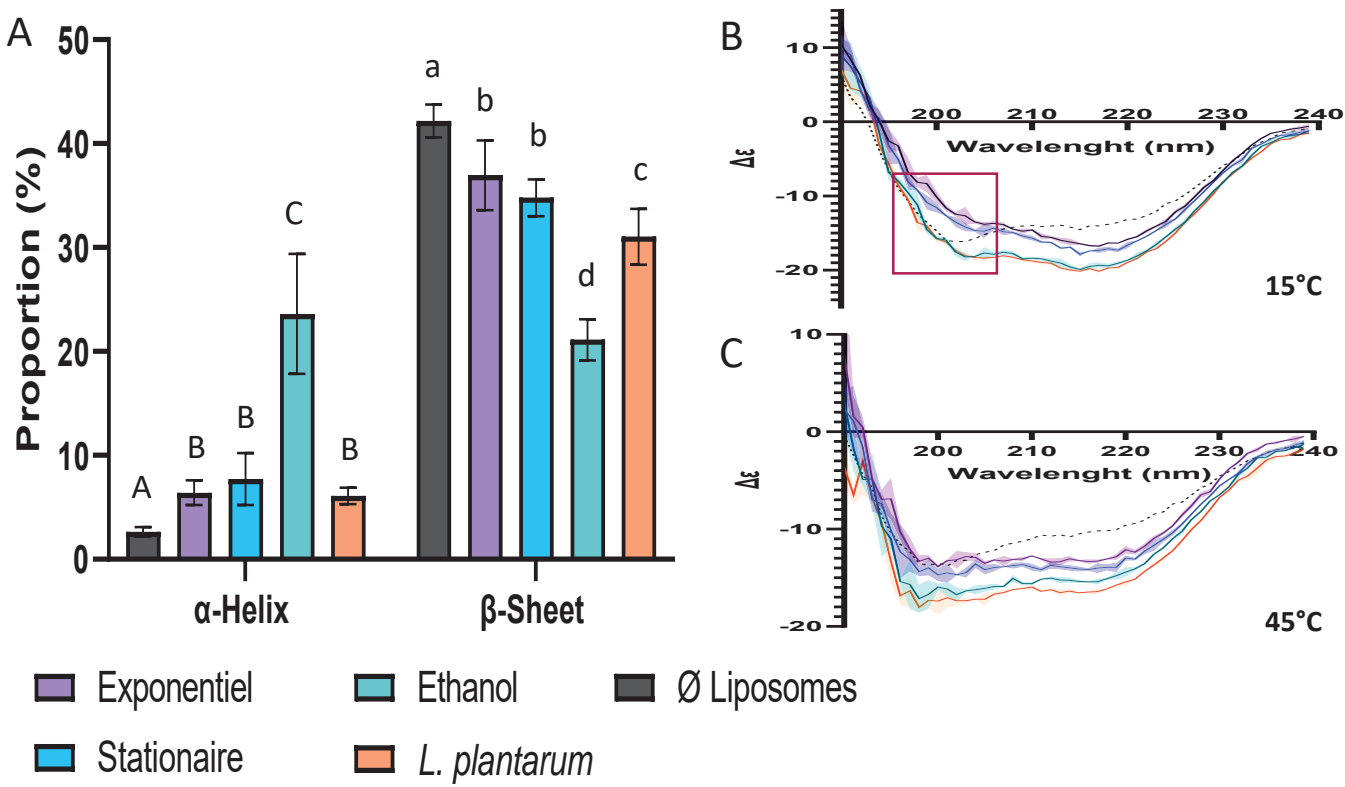 A
Proportion (%)
50
40
30
20
10
0
A
B
B
C
B
a
b
b
d
c
α-Helix
β-Sheet
B
Δε
10
0
-10
-20
200
210
220
230
240
Wavelenght (nm)
15°C
C
Δε
10
0
-10
-20
200
210
220
230
240
Wavelenght (nm)
45°C
Exponentiel
Ethanol
Ø Liposomes
Stationaire
L. plantarum